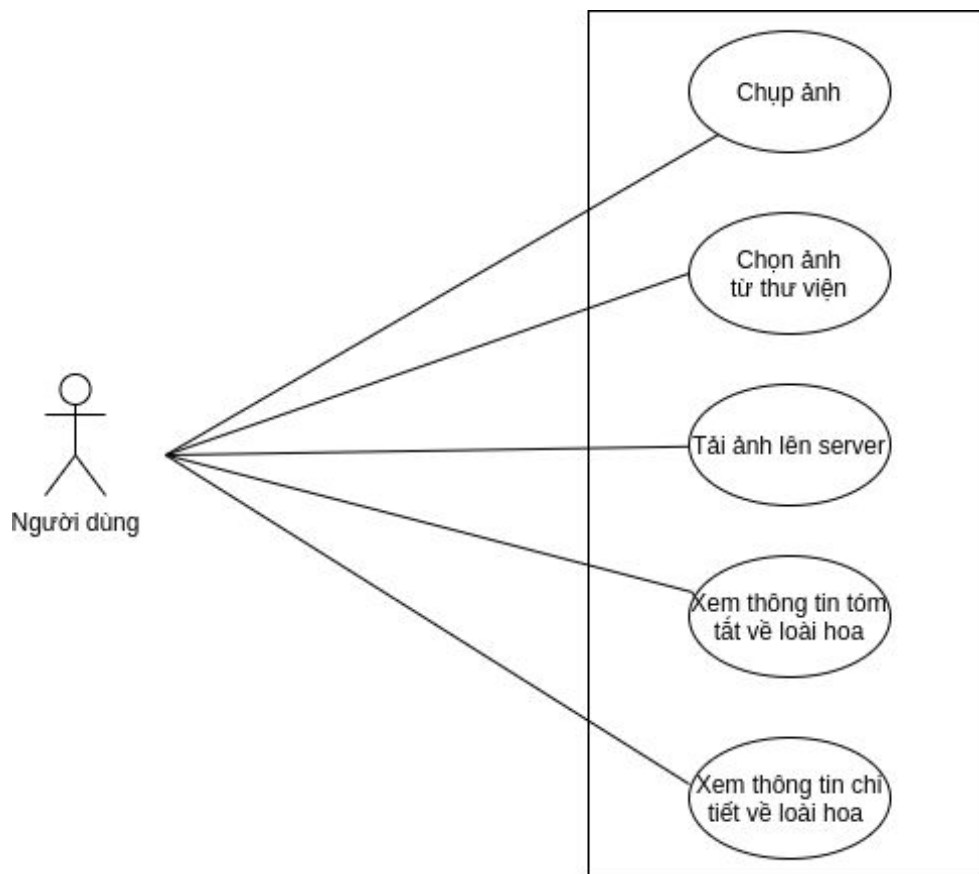 Chụp ảnh
Chọn ảnh
từ thư viện
Tải ảnh lên server
Người dùng
Xem thông tin tóm
tắt về loài hoa
Xem thông tin chi
tiết về loài hoa